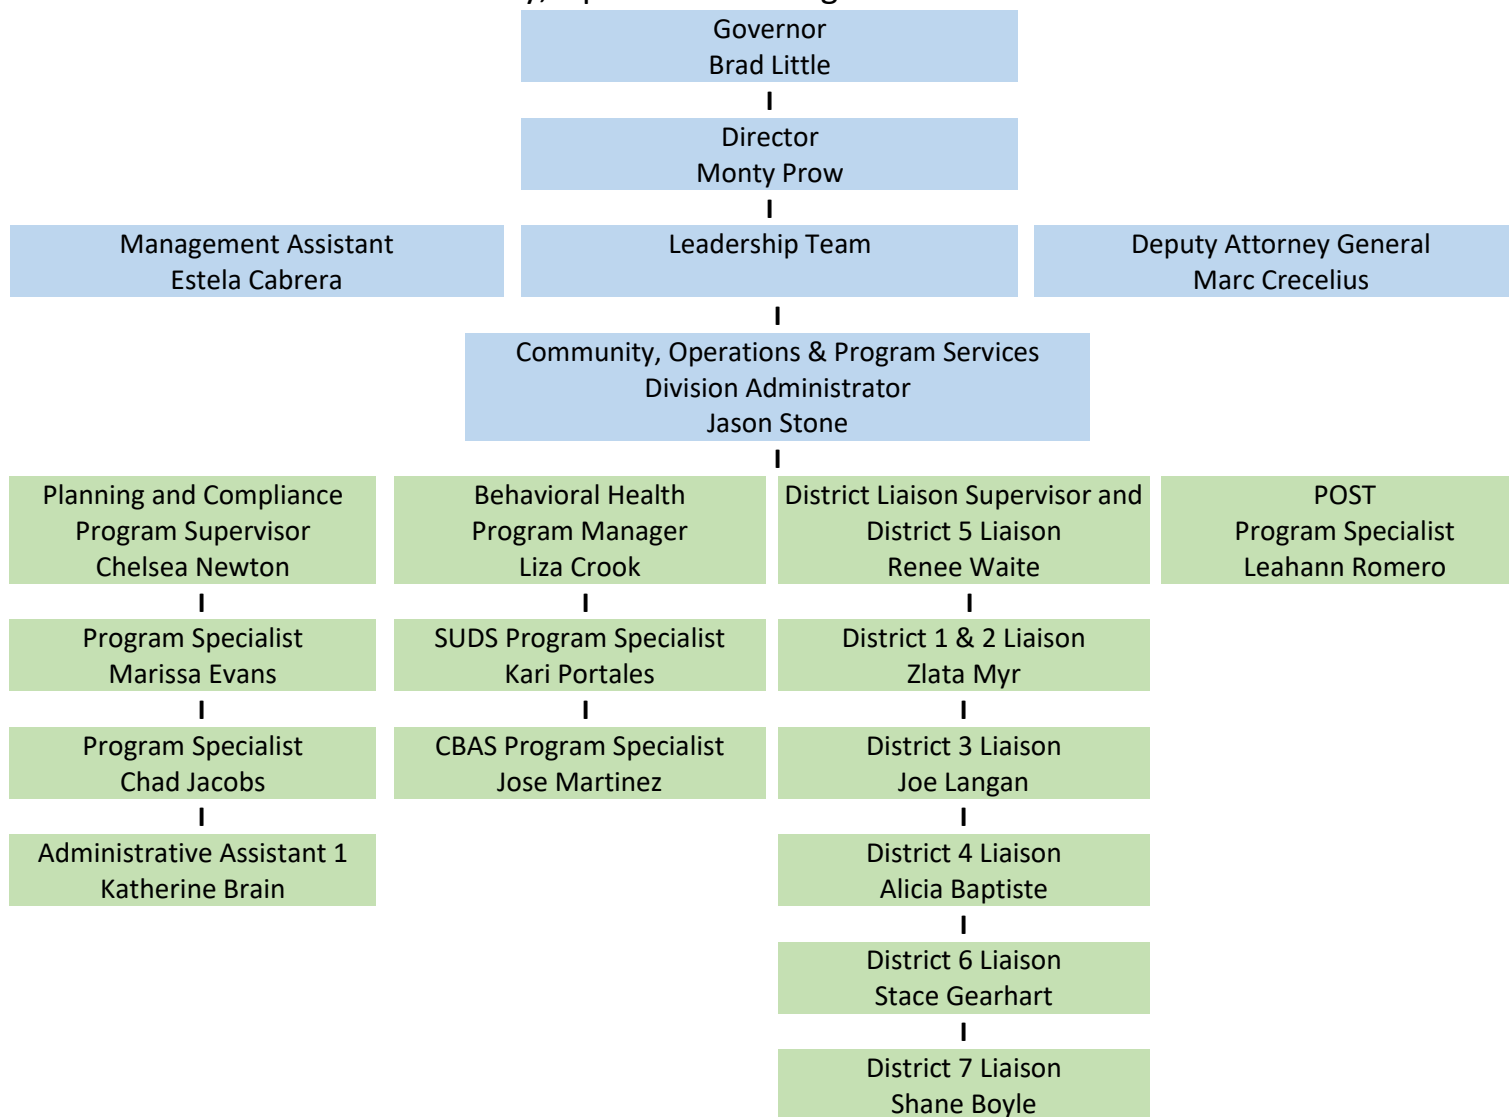 Governor
Brad Little
Director
Monty Prow
Management Assistant
Estela Cabrera
Leadership Team
Deputy Attorney General
Marc Crecelius
Community, Operations & Program Services
Division Administrator
Jason Stone
Planning and Compliance
Program Supervisor
Chelsea Newton
Program Specialist
Marissa Evans
Program Specialist
Chad Jacobs
Administrative Assistant 1
Katherine Brain
Behavioral Health
Program Manager
Liza Crook
SUDS Program Specialist
Kari Portales
CBAS Program Specialist
Jose Martinez
District Liaison Supervisor and
District 5 Liaison
Renee Waite
District 1 & 2 Liaison
Zlata Myr
District 3 Liaison
Joe Langan
District 4 Liaison
Alicia Baptiste
District 6 Liaison
Stace Gearhart
District 7 Liaison
Shane Boyle
POST
Program Specialist
Leahann Romero